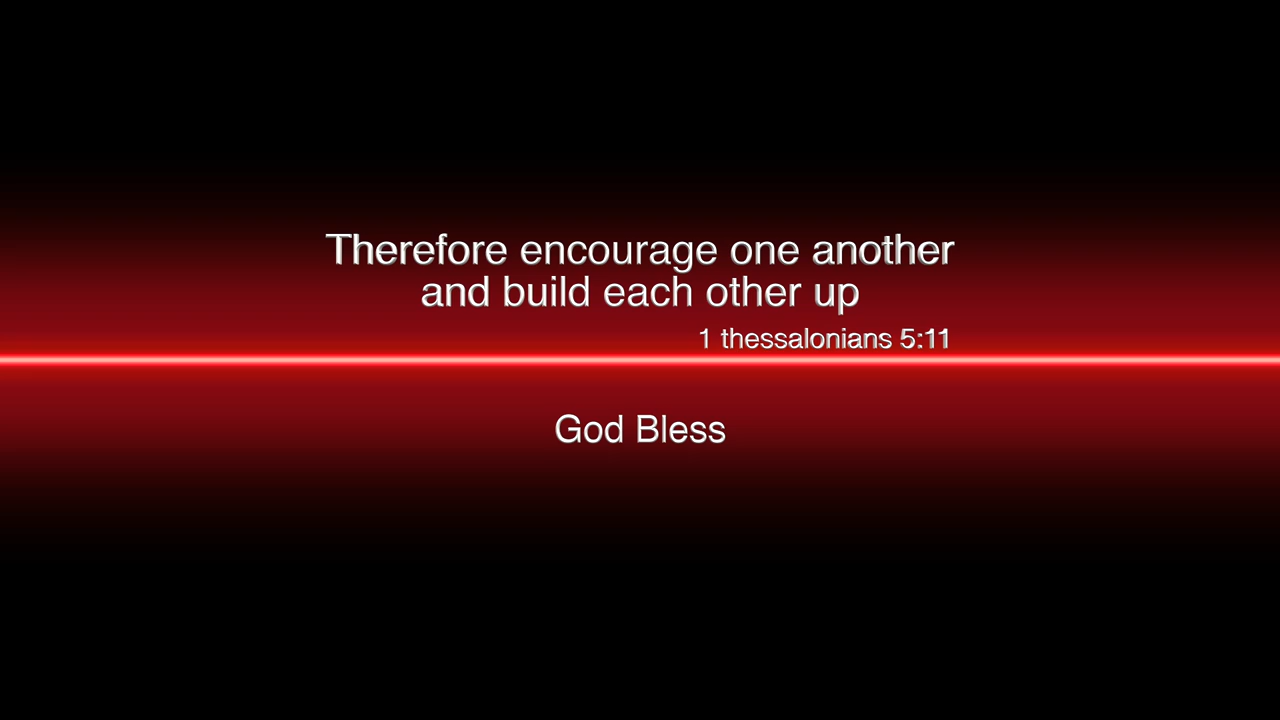 Therefore encourage one another
and build each other up
1 thessalonians 5:11
God Bless